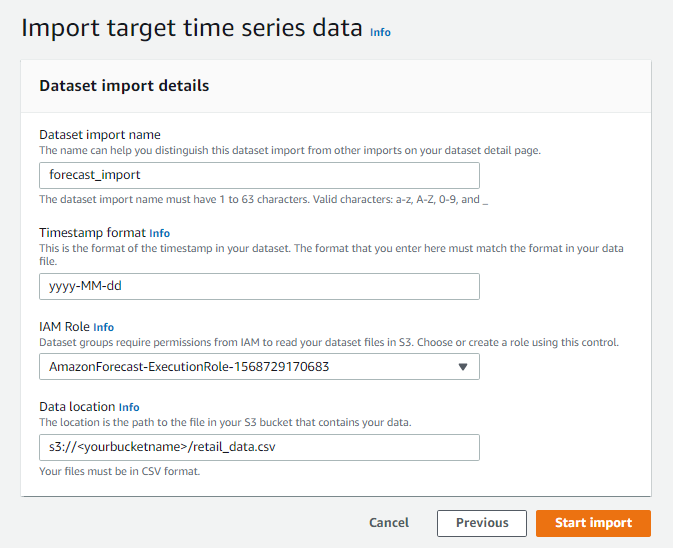 Import target time series data Info
Dataset import details
Dataset import name
The name can help you distinguish this dataset import from other imports on your dataset detail page.
forecast_import
The dataset import name must have 1 to 63 characters. Valid characters: a-z, A-Z, 0-9, and _
Timestamp format Info
This is the format of the timestamp in your dataset. The format that you enter here must match the format in your data
file.
yyyy-MM-dd
IAM Role Info
Dataset groups require permissions from IAM to read your dataset files in S3. Choose or create a role using this control.
AmazonForecast-ExecutionRole-1568729170683
Data location Info
The location is the path to the file in your S3 bucket that contains your data.
s3://<yourbucketname>/retail_data.csv
Your files must be in CSV format.
Cancel Previous Start import